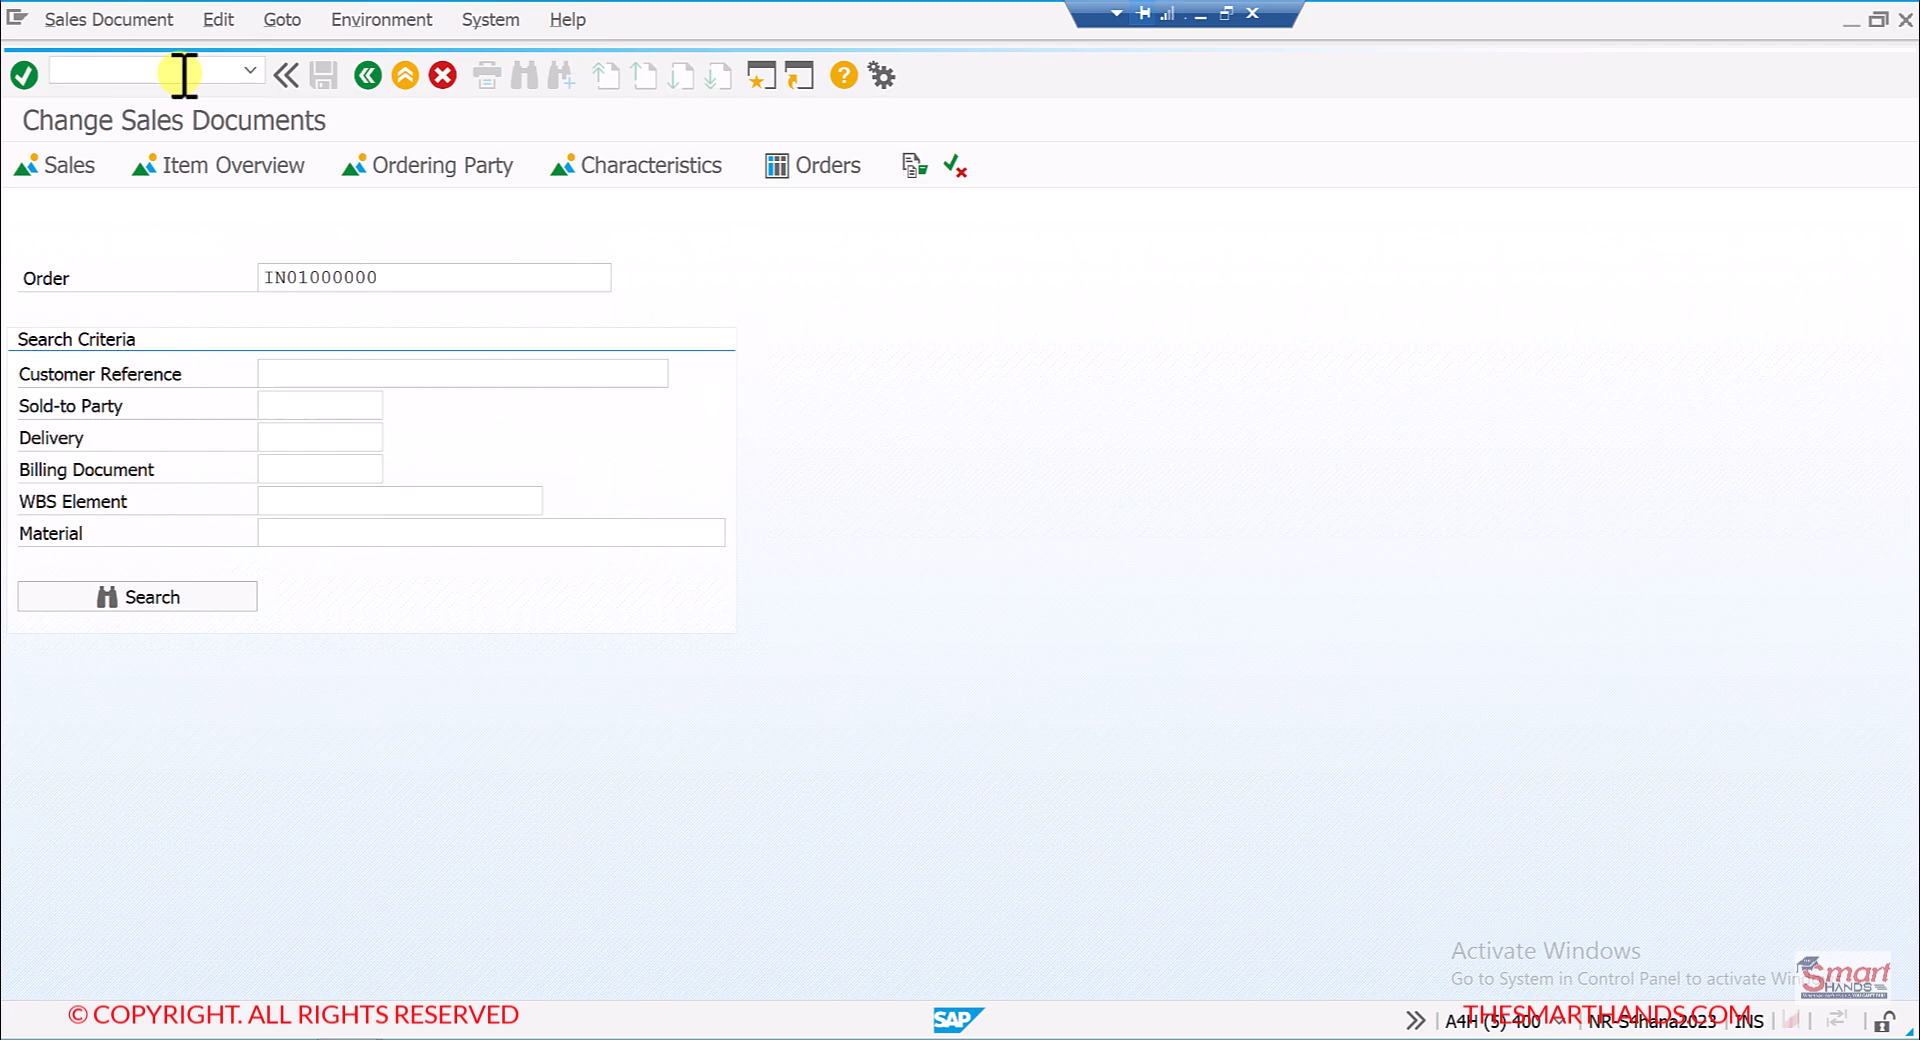 Sales Document Edit Goto Environment System Help
Change Sales Documents
Sales Item Overview Ordering Party Characteristics Orders
Order IN01000000
Search Criteria
Customer Reference
Sold-to Party
Delivery
Billing Document
WBS Element
Material
Search
Activate Windows
Go to System in Control Panel to activate
Smart
HANDS
© COPYRIGHT. ALL RIGHTS RESERVED
SAP
THESMARTHANDS.COM
A4H (5) 400 NR-S4hana2023 INS